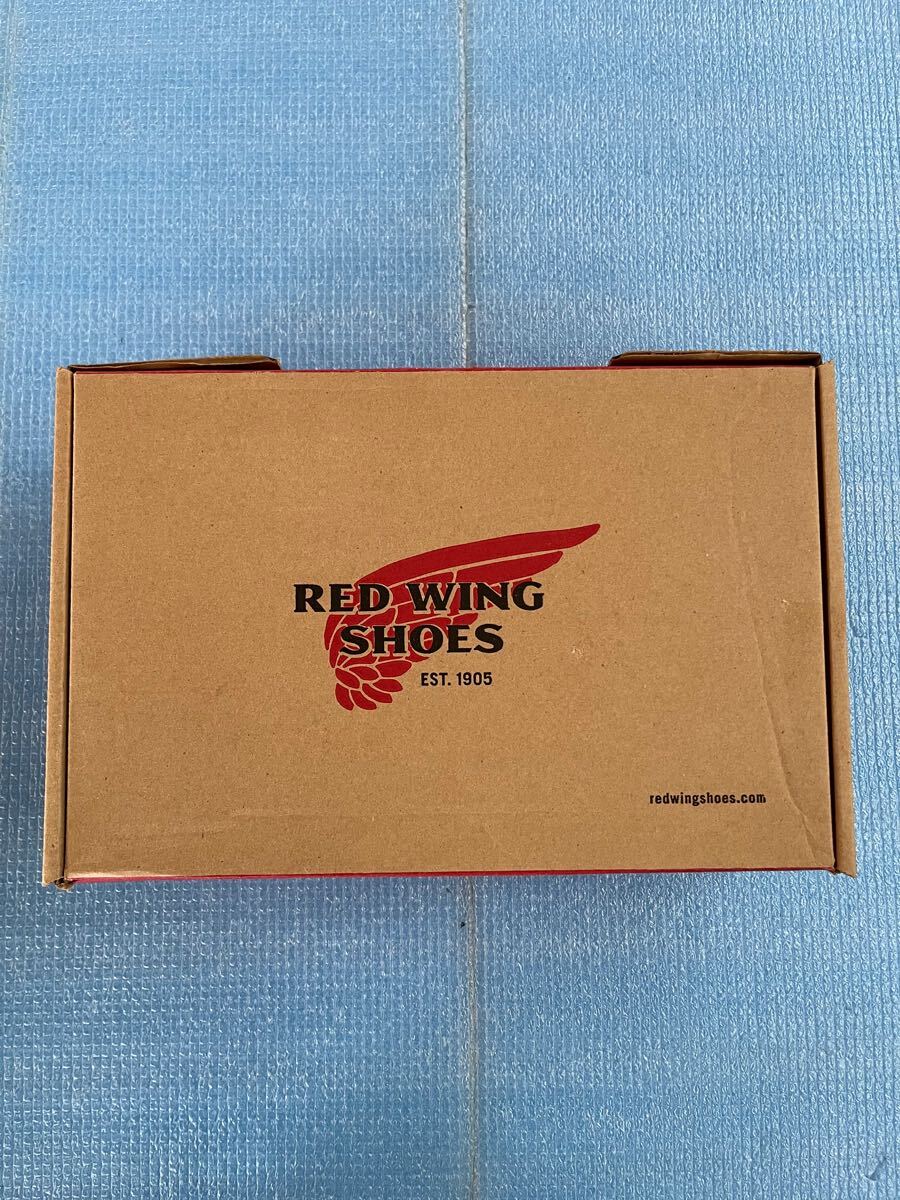 RED WING
SHOES
EST. 1905
redwingshoes.com